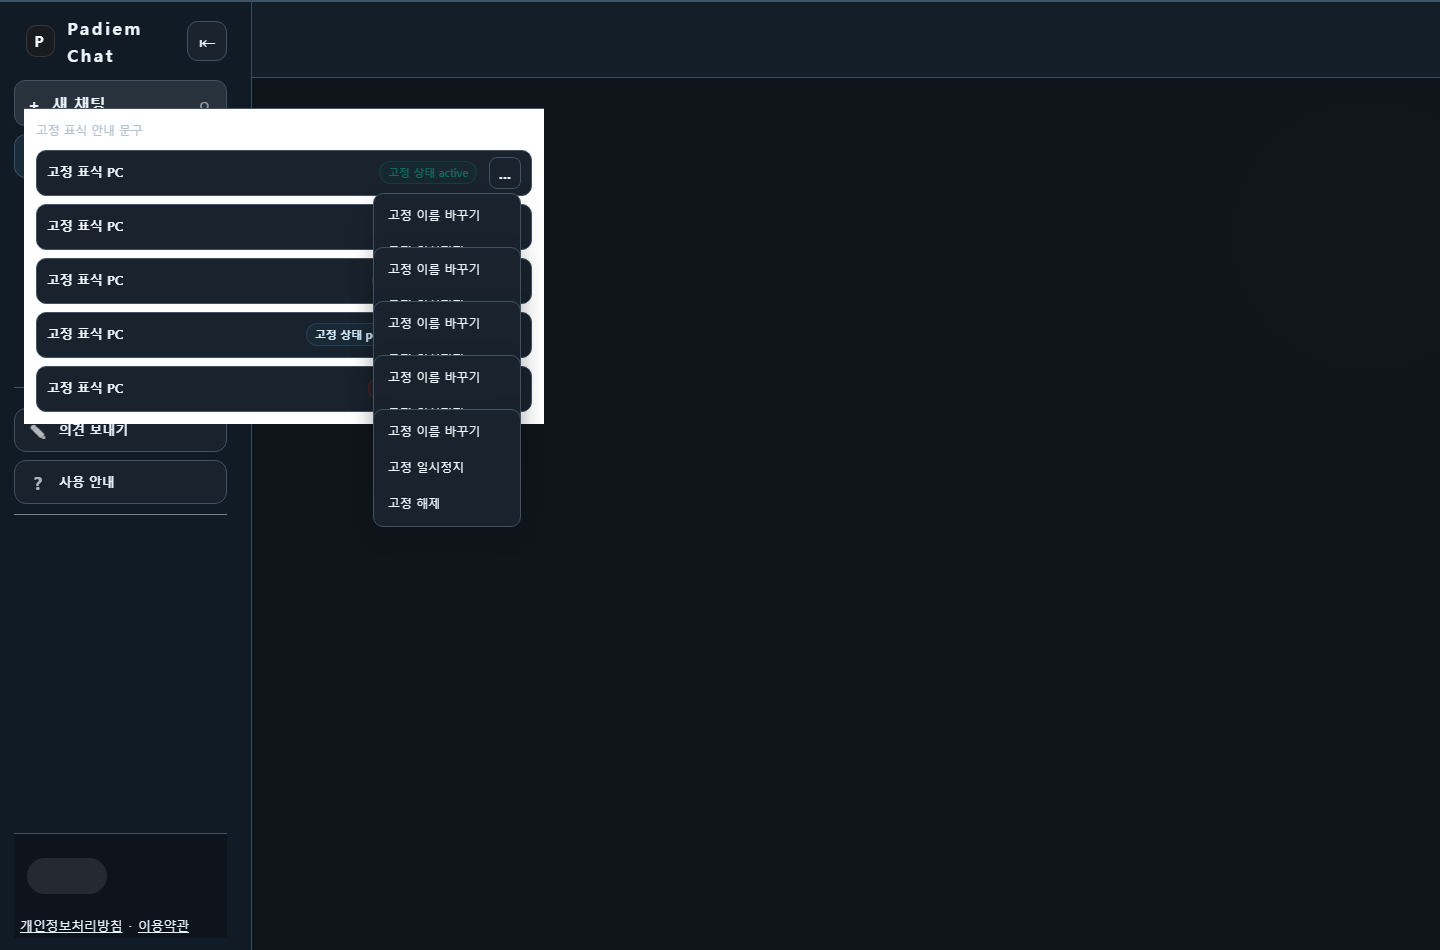 P
Padiem
Chat
⇤
+ 새 채팅
고정 표식 안내 문구
고정 표식 PC
고정 상태 active
...
고정 표식 PC
고정 이름 바꾸기
고정 표식 PC
고정 이름 바꾸기
고정 표식 PC
고정 상태 p
고정 이름 바꾸기
고정 표식 PC
고정 이름 바꾸기
의견 보내기
고정 이름 바꾸기
고정 일시정지
? 사용 안내
고정 해제
개인정보처리방침 · 이용약관